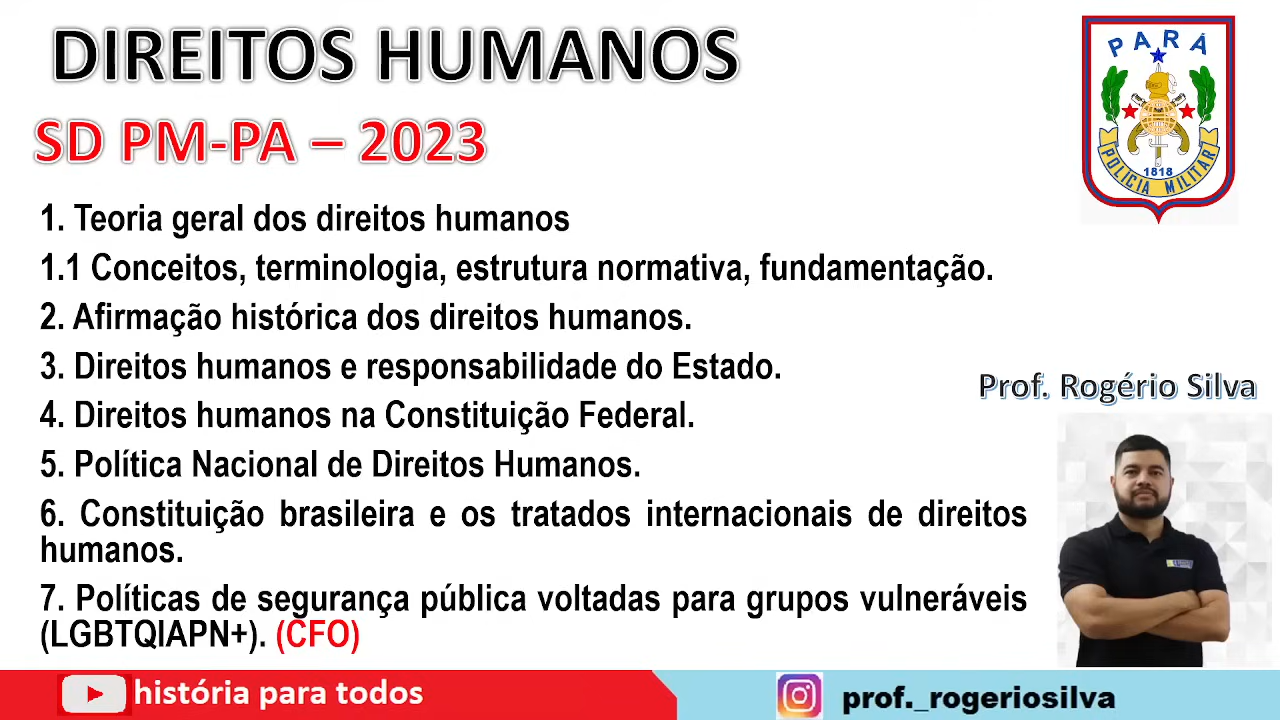 DIREITOS HUMANOS
SD PM-PA – 2023
PARÁ
1818
POLÍCIA MILITAR
1. Teoria geral dos direitos humanos
1.1 Conceitos, terminologia, estrutura normativa, fundamentação.
2. Afirmação histórica dos direitos humanos.
3. Direitos humanos e responsabilidade do Estado.
4. Direitos humanos na Constituição Federal.
5. Política Nacional de Direitos Humanos.
6. Constituição brasileira e os tratados internacionais de direitos
humanos.
7. Políticas de segurança pública voltadas para grupos vulneráveis
(LGBTQIAPN+). (CFO)
Prof. Rogério Silva
história para todos
prof._rogeriosilva